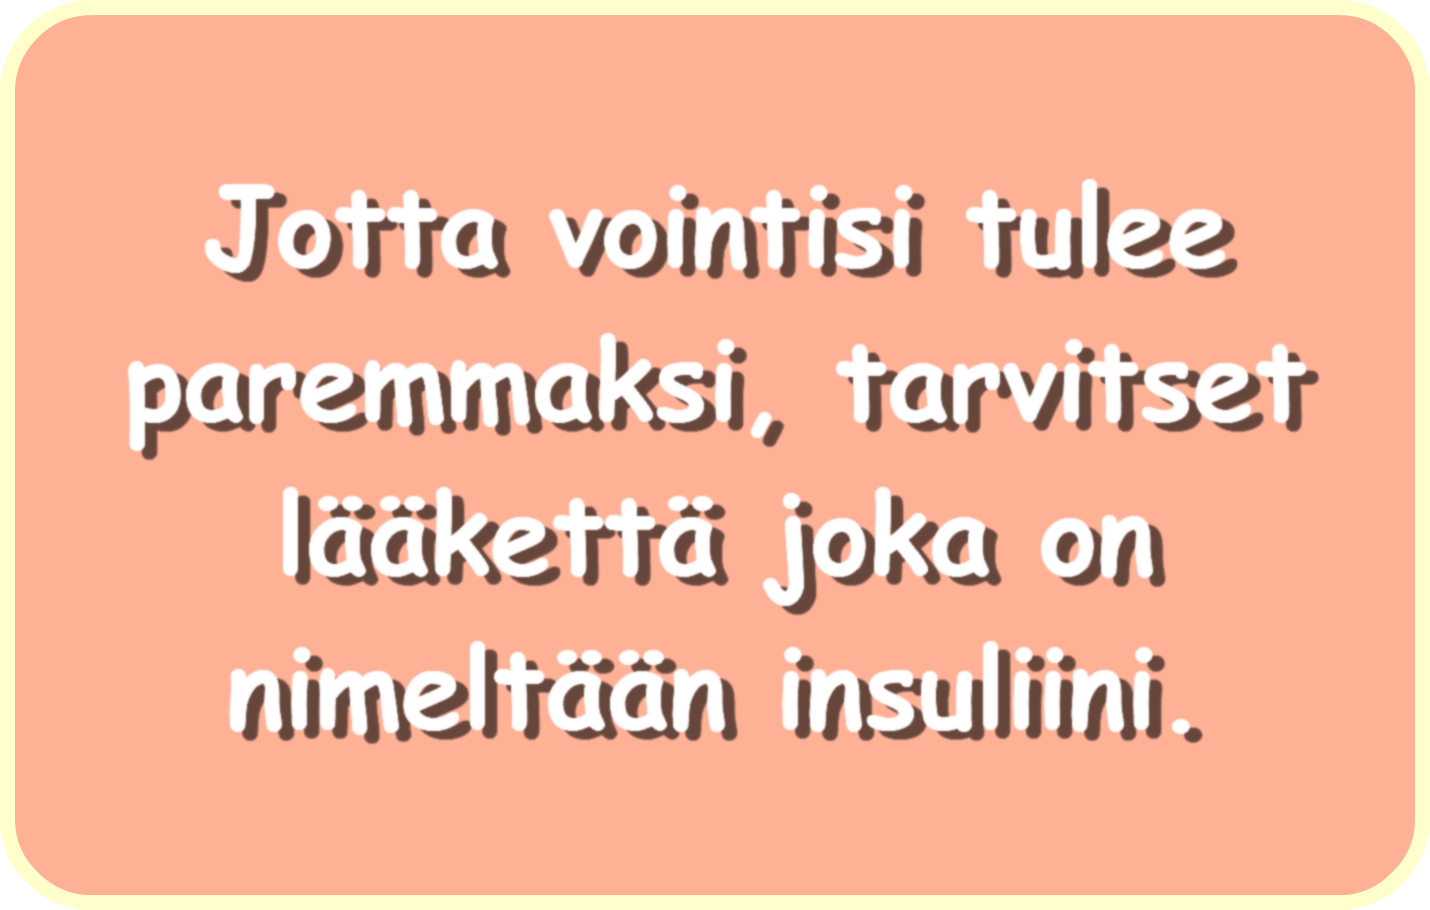 Jotta vointisi tulee
paremmaksi, tarvitset
lääkettä joka on
nimeltään insuliini.